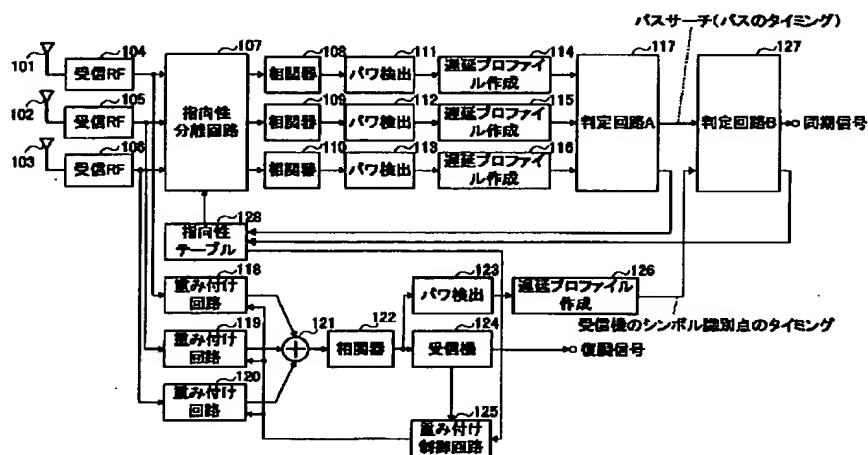 パスサーチ(パスのタイミング)
101
104
受信RF
107
指向性
分離回路
108
相関器
111
パワ検出
114
遅延プロファイ
ル作成
117
判定回路A
127
判定回路B
同期信号
102
105
受信RF
109
相関器
112
パワ検出
115
遅延プロファイ
ル作成
103
106
受信RF
110
相関器
113
パワ検出
116
遅延プロファイ
ル作成
128
指向性
テーブル
118
重み付け
回路
119
重み付け
回路
120
重み付け
回路
121
122
相関器
123
パワ検出
126
遅延プロファイル
作成
受信機のシンボル識別点のタイミング
124
受信機
復調信号
125
重み付け
制御回路